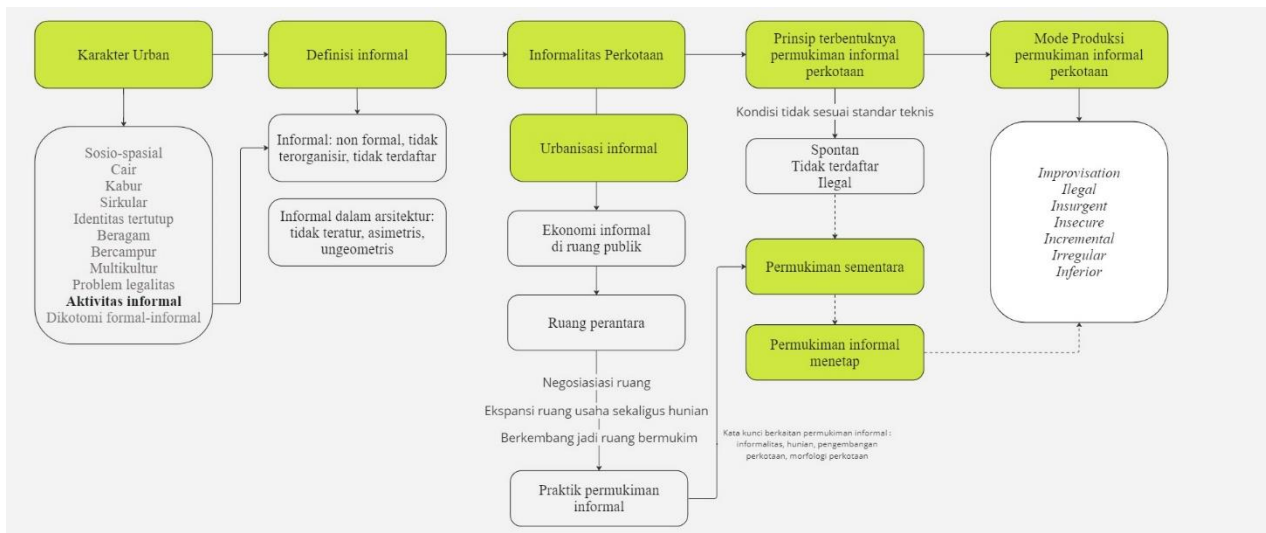 Karakter Urban
Definisi informal
Informalitas Perkotaan
Prinsip terbentuknya
permukiman informal
perkotaan
Mode Produksi
permukiman informal
perkotaan
Sosio-spasial
Cair
Kabur
Sirkular
Identitas tertutup
Beragam
Bercampur
Multikultur
Problem legalitas
Aktivitas informal
Dikotomi formal-informal
Informal: non formal, tidak
terorganisir, tidak terdaftar
Informal dalam arsitektur:
tidak teratur, asimetris,
ungeometris
Urbanisasi informal
Ekonomi informal
di ruang publik
Ruang perantara
Negosiasiasi ruang
Ekspansi ruang usaha sekaligus hunian
Berkembang jadi ruang bermukim
Praktik permukiman
informal
Kondisi tidak sesuai standar teknis
Spontan
Tidak terdaftar
Ilegal
Permukiman sementara
Permukiman informal
menetap
Kata kunci berkaitan permukiman informal :
informalitas, hunian, pengembangan
perkotaan, morfologi perkotaan
Improvisation
Ilegal
Insurgent
Insecure
Incremental
Irregular
Inferior